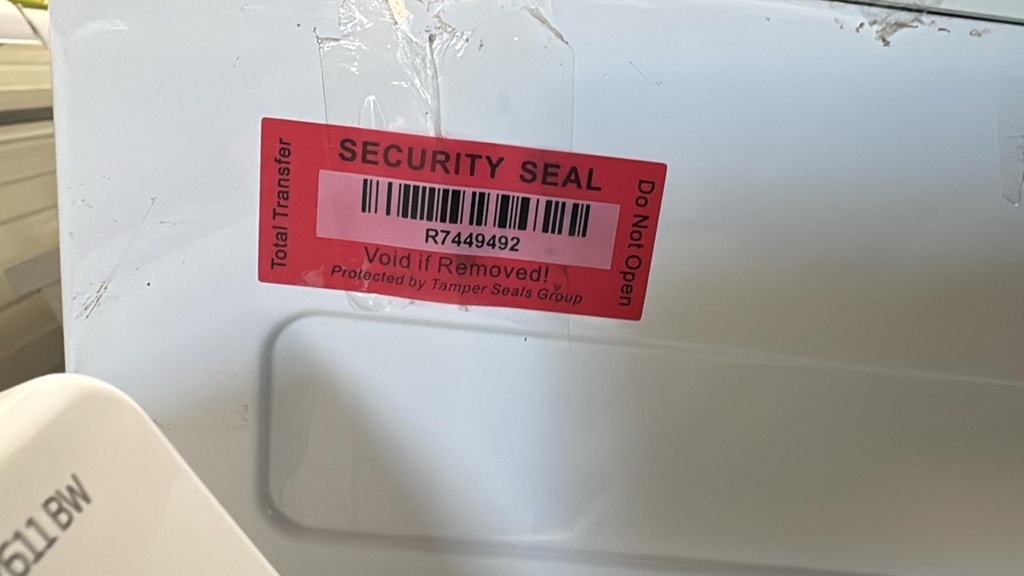 Total Transfer
SECURITY SEAL
R7449492
Void if Removed!
Protected by Tamper Seals Group
Do Not Open
611 BW